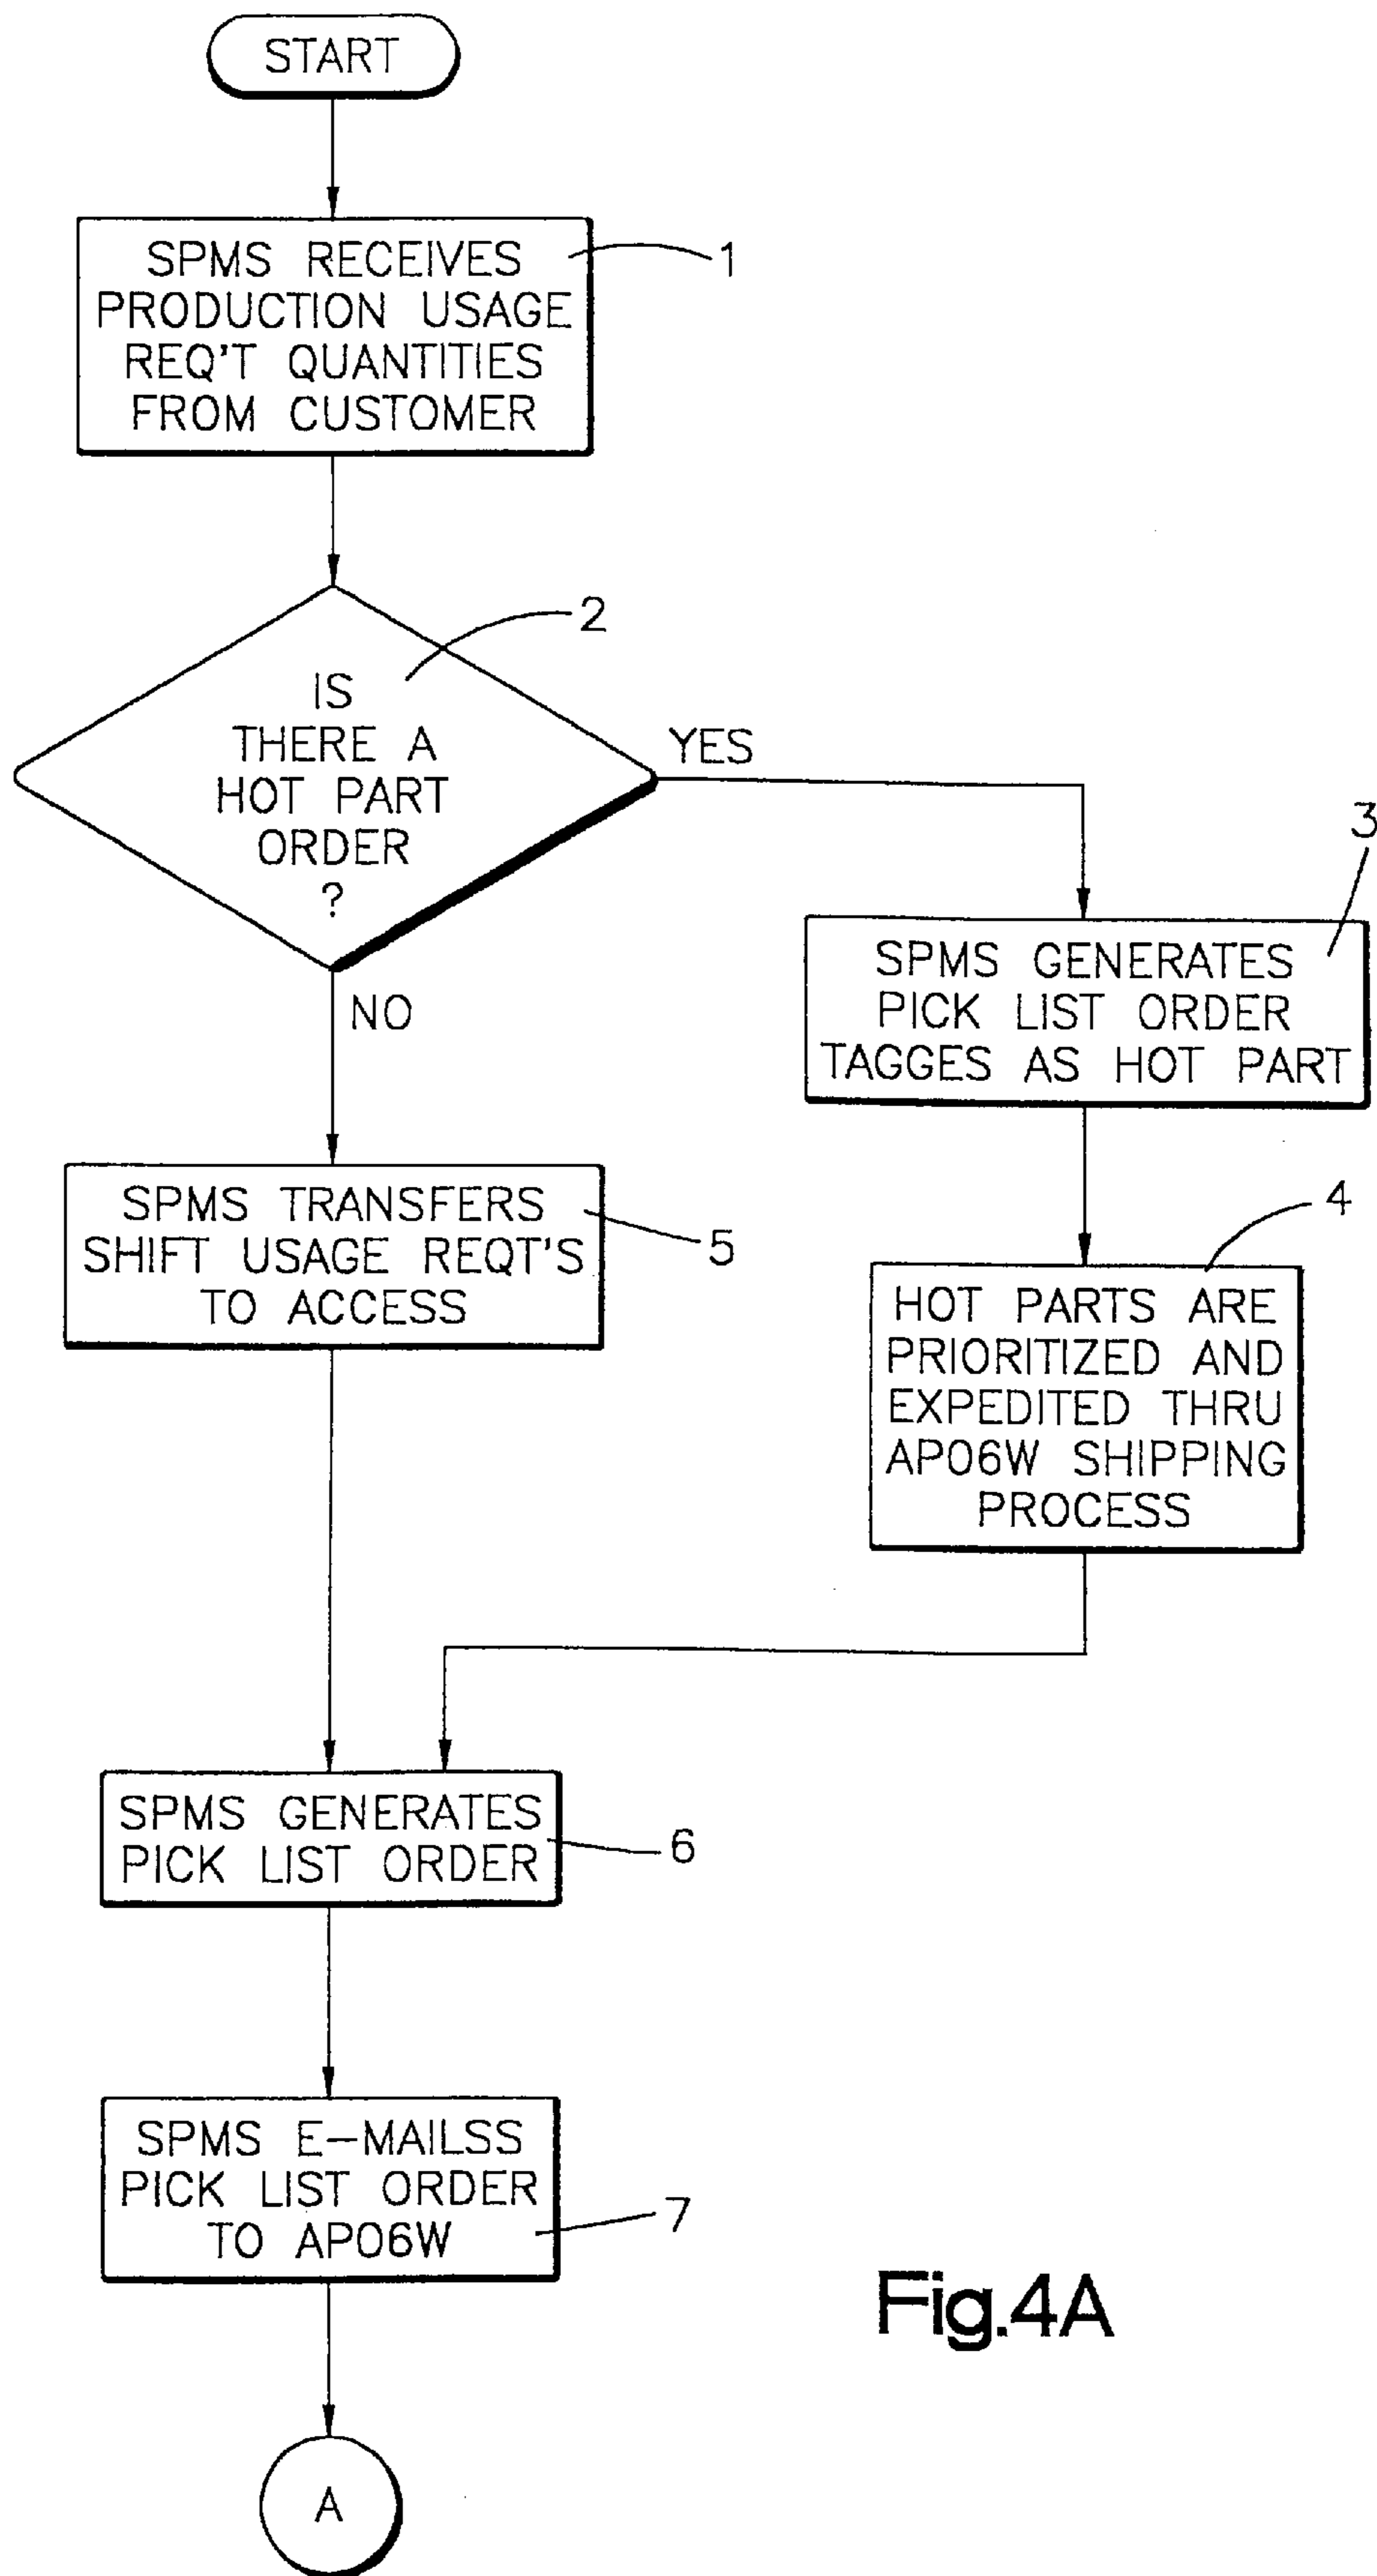 START
SPMS RECEIVES
PRODUCTION USAGE
REQ'T QUANTITIES
FROM CUSTOMER
1
IS
THERE A
HOT PART
ORDER
?
2
YES
NO
SPMS GENERATES
PICK LIST ORDER
TAGGES AS HOT PART
3
HOT PARTS ARE
PRIORITIZED AND
EXPEDITED THRU
AP06W SHIPPING
PROCESS
4
SPMS TRANSFERS
SHIFT USAGE REQT'S
TO ACCESS
5
SPMS GENERATES
PICK LIST ORDER
6
SPMS E-MAILSS
PICK LIST ORDER
TO AP06W
7
A
Fig.4A